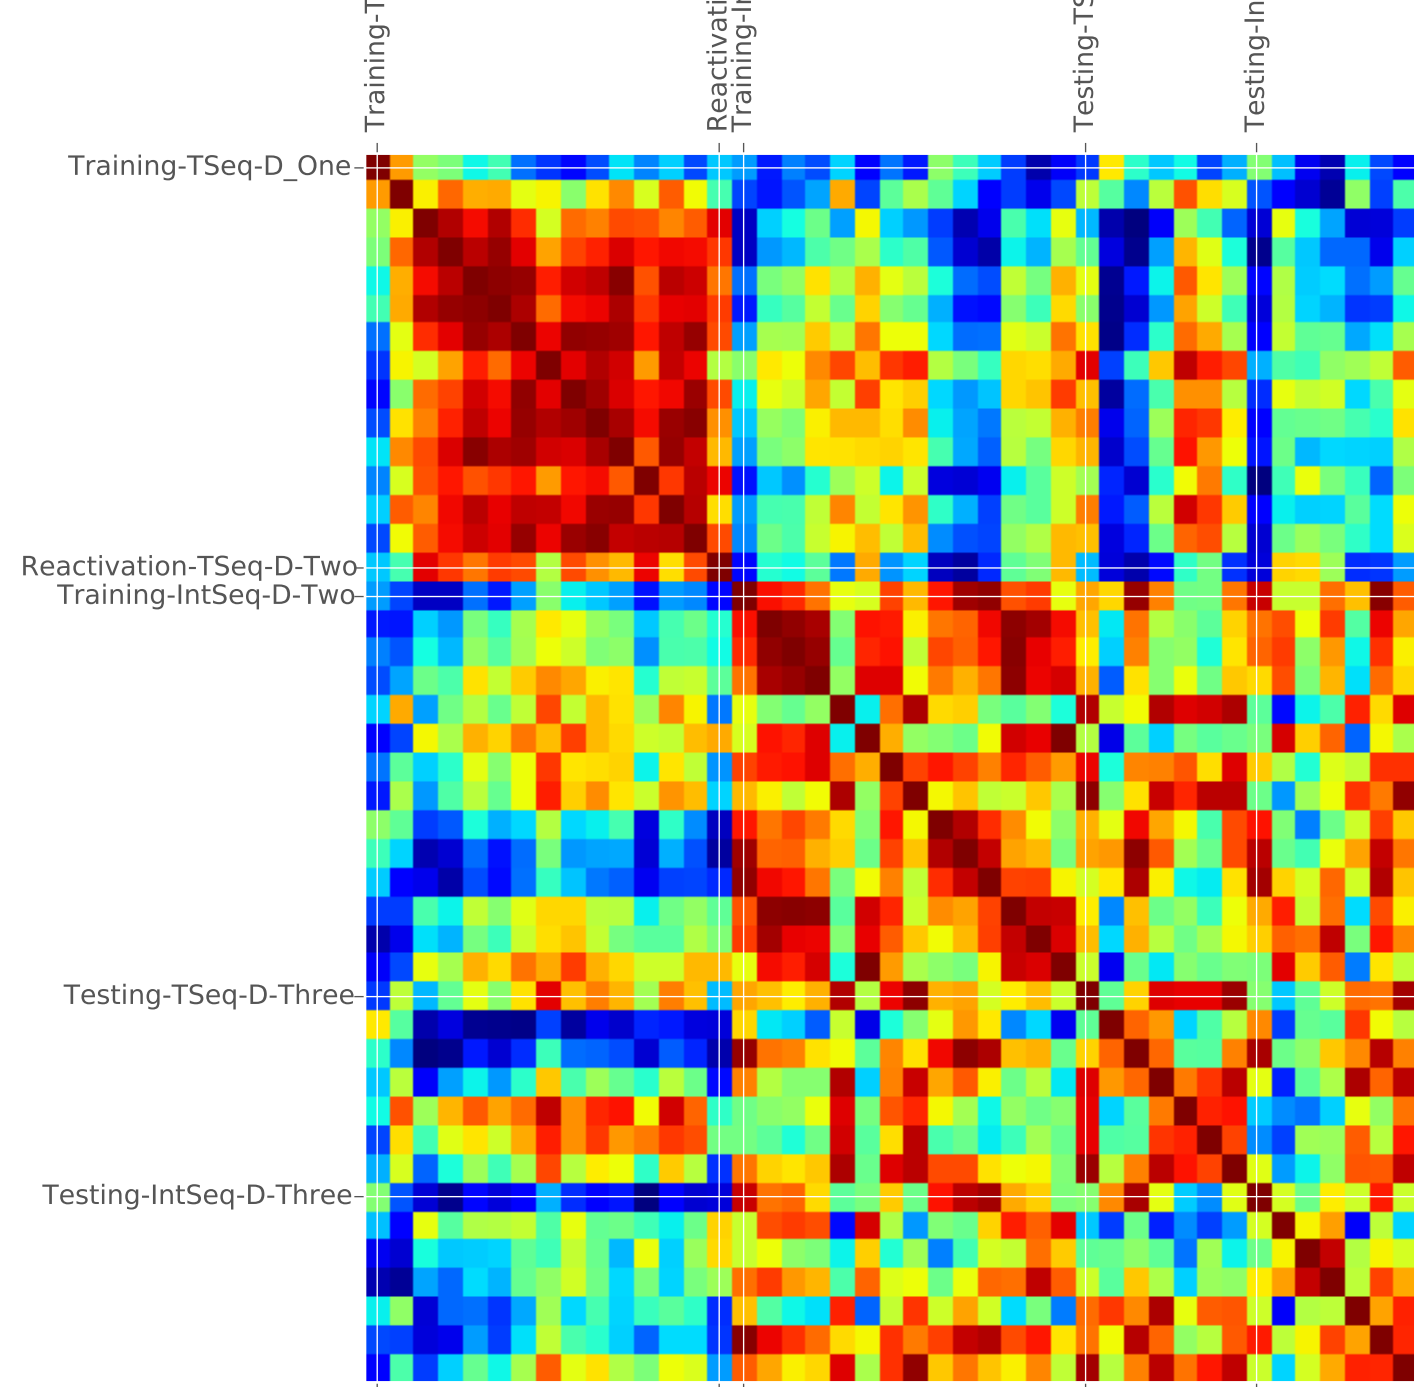 Training-T
Reactivati
Training-In
Testing-TS
Testing-In
Training-TSeq-D_One
Reactivation-TSeq-D-Two
Training-IntSeq-D-Two
Testing-TSeq-D-Three
Testing-IntSeq-D-Three